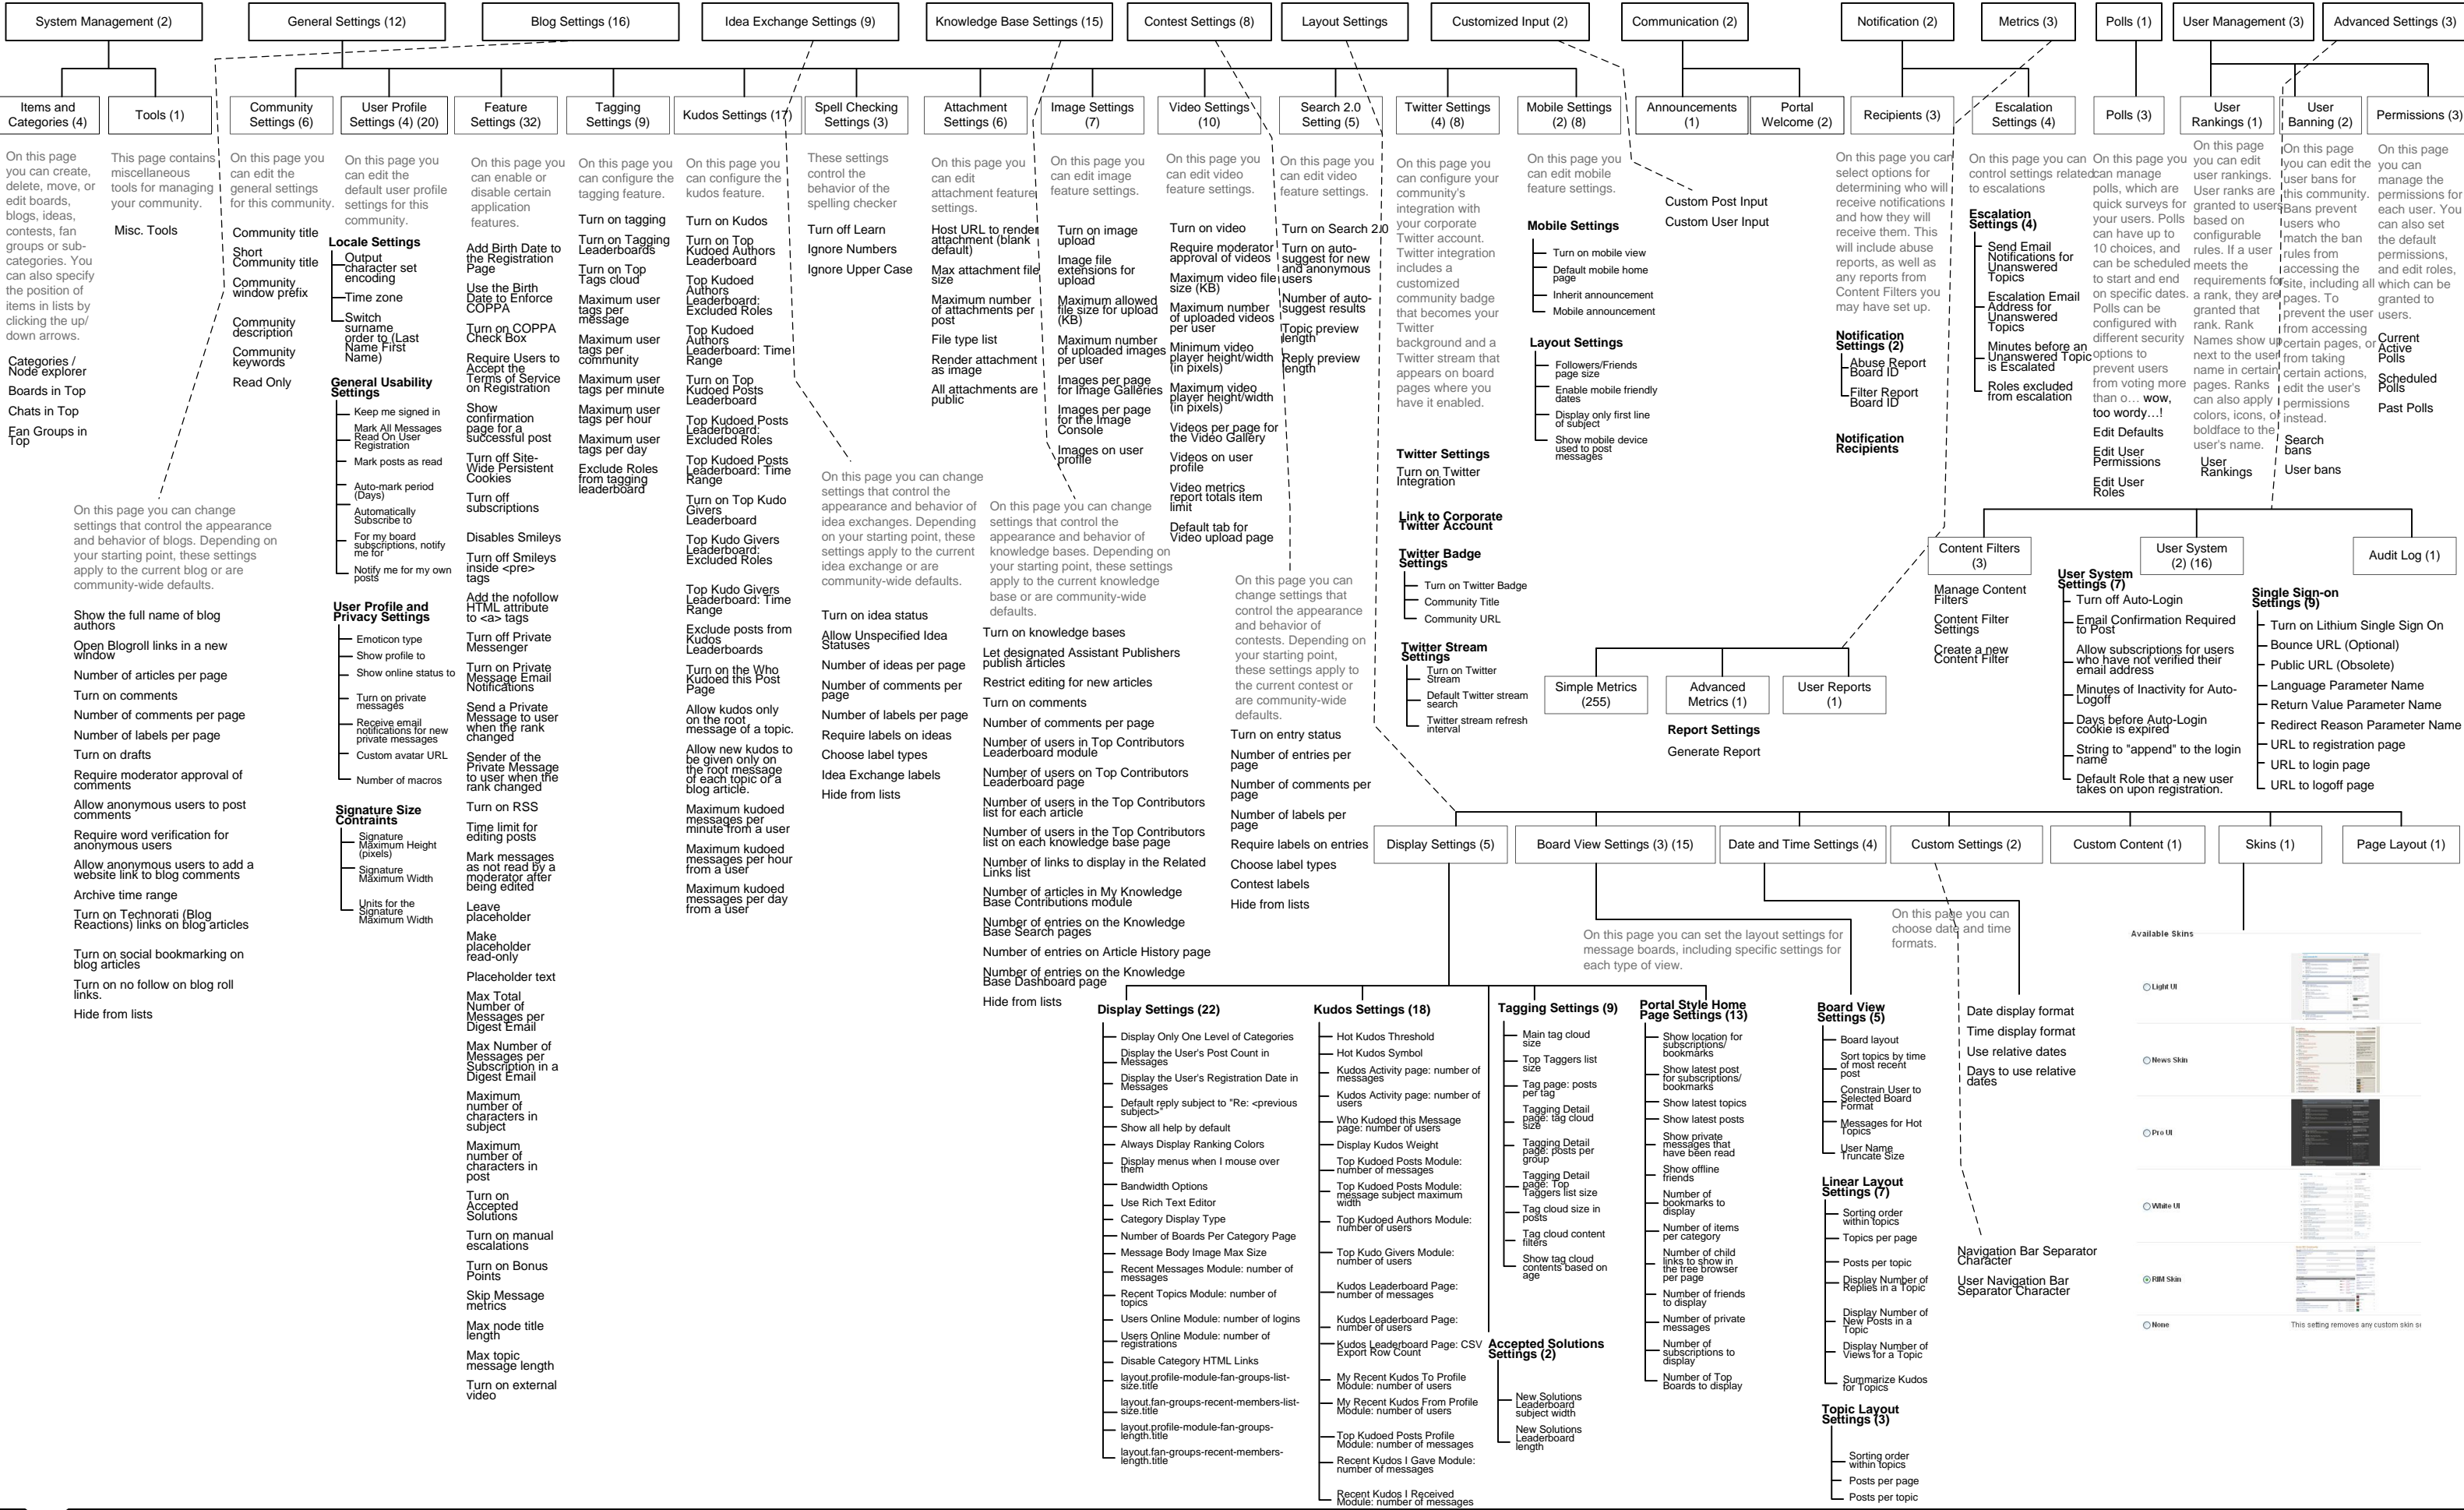 System Management (2)
General Settings (12)
Blog Settings (16)
Idea Exchange Settings (9)
Knowledge Base Settings (15)
Contest Settings (8)
Layout Settings
Customized Input (2)
Communication (2)
Notification (2)
Metrics (3)
Polls (1)
User Management (3)
Advanced Settings (3)
Items and
Categories (4)
On this page
you can create,
delete, move, or
edit boards,
blogs, ideas,
contests, fan
groups or sub-
categories. You
can also specify
the position of
items in lists by
clicking the up/
down arrows.
Categories /
Node explorer
Boards in Top
Chats in Top
Fan Groups in
Top
Tools (1)
This page contains
miscellaneous
tools for managing
your community.
Misc. Tools
On this page you can change
settings that control the appearance
and behavior of blogs. Depending on
your starting point, these settings
apply to the current blog or are
community-wide defaults.
Show the full name of blog
authors
Open Blogroll links in a new
window
Number of articles per page
Turn on comments
Number of comments per page
Number of labels per page
Turn on drafts
Require moderator approval of
comments
Allow anonymous users to post
comments
Require word verification for
anonymous users
Allow anonymous users to add a
website link to blog comments
Archive time range
Turn on Technorati (Blog
Reactions) links on blog articles
Turn on social bookmarking on
blog articles
Turn on no follow on blog roll
links.
Hide from lists
Community
Settings (6)
On this page you
can edit the
general settings
for this community.
Community title
Short
Community title
Community
window prefix
Community
description
Community
keywords
Read Only
User Profile
Settings (4) (20)
On this page you
can edit the
default user profile
settings for this
community.
Locale Settings
Output
character set
encoding
Time zone
Switch
surname
order to (Last
Name First
Name)
General Usability
Settings
Keep me signed in
Mark All Messages
Read On User
Registration
Mark posts as read
Auto-mark period
(Days)
Automatically
Subscribe to
For my board
subscriptions, notify
me for
Notify me for my own
posts
User Profile and
Privacy Settings
Emoticon type
Show profile to
Show online status to
Turn on private
messages
Receive email
notifications for new
private messages
Custom avatar URL
Number of macros
Signature Size
Contraints
Signature
Maximum Height
(pixels)
Signature
Maximum Width
Units for the
Signature
Maximum Width
Feature
Settings (32)
On this page you
can enable or
disable certain
application
features.
Add Birth Date to
the Registration
Page
Use the Birth
Date to Enforce
COPPA
Turn on COPPA
Check Box
Require Users to
Accept the
Terms of Service
on Registration
Show
confirmation
page for a
successful post
Turn off Site-
Wide Persistent
Cookies
Turn off
subscriptions
Disables Smileys
Turn off Smileys
inside <pre>
tags
Add the nofollow
HTML attribute
to <a> tags
Turn off Private
Messenger
Turn on Private
Message Email
Notifications
Send a Private
Message to user
when the rank
changed
Sender of the
Private Message
to user when the
rank changed
Turn on RSS
Time limit for
editing posts
Mark messages
as not read by a
moderator after
being edited
Leave
placeholder
Make
placeholder
read-only
Placeholder text
Max Total
Number of
Messages per
Digest Email
Max Number of
Messages per
Subscription in a
Digest Email
Maximum
number of
characters in
subject
Maximum
number of
characters in
post
Turn on
Accepted
Solutions
Turn on manual
escalations
Turn on Bonus
Points
Skip Message
metrics
Max node title
length
Max topic
message length
Turn on external
video
Tagging
Settings (9)
On this page you
can configure the
tagging feature.
Turn on tagging
Turn on Tagging
Leaderboards
Turn on Top
Tags cloud
Maximum user
tags per
message
Maximum user
tags per
community
Maximum user
tags per minute
Maximum user
tags per hour
Maximum user
tags per day
Exclude Roles
from tagging
leaderboard
Kudos Settings (17)
On this page you
can configure the
kudos feature.
Turn on Kudos
Turn on Top
Kudoed Authors
Leaderboard
Top Kudoed
Authors
Leaderboard:
Excluded Roles
Top Kudoed
Authors
Leaderboard: Time
Range
Turn on Top
Kudoed Posts
Leaderboard
Top Kudoed Posts
Leaderboard:
Excluded Roles
Top Kudoed Posts
Leaderboard: Time
Range
Turn on Top Kudo
Givers
Leaderboard
Top Kudo Givers
Leaderboard:
Excluded Roles
Top Kudo Givers
Leaderboard: Time
Range
Exclude posts from
Kudos
Leaderboards
Turn on the Who
Kudoed this Post
Page
Allow kudos only
on the root
message of a topic.
Allow new kudos to
be given only on
the root message
of each topic or a
blog article.
Maximum kudoed
messages per
minute from a user
Maximum kudoed
messages per hour
from a user
Maximum kudoed
messages per day
from a user
Spell Checking
Settings (3)
These settings
control the
behavior of the
spelling checker
Turn off Learn
Ignore Numbers
Ignore Upper Case
On this page you can change
settings that control the
appearance and behavior of
idea exchanges. Depending
on your starting point, these
settings apply to the current
idea exchange or are
community-wide defaults.
Turn on idea status
Allow Unspecified Idea
Statuses
Number of ideas per page
Number of comments per
page
Number of labels per page
Require labels on ideas
Choose label types
Idea Exchange labels
Hide from lists
Attachment
Settings (6)
On this page you
can edit
attachment feature
settings.
Host URL to render
attachment (blank
default)
Max attachment file
size
Maximum number
of attachments per
post
File type list
Render attachment
as image
All attachments are
public
On this page you can change
settings that control the
appearance and behavior of
knowledge bases. Depending on
your starting point, these settings
apply to the current knowledge
base or are community-wide
defaults.
Turn on knowledge bases
Let designated Assistant Publishers
publish articles
Restrict editing for new articles
Turn on comments
Number of comments per page
Number of users in Top Contributors
Leaderboard module
Number of users on Top Contributors
Leaderboard page
Number of users in the Top Contributors
list for each article
Number of users in the Top Contributors
list on each knowledge base page
Number of links to display in the Related
Links list
Number of articles in My Knowledge
Base Contributions module
Number of entries on the Knowledge
Base Search pages
Number of entries on Article History page
Number of entries on the Knowledge
Base Dashboard page
Hide from lists
Image Settings
(7)
On this page you
can edit image
feature settings.
Turn on image
upload
Image file
extensions for
upload
Maximum allowed
file size for upload
(KB)
Maximum number
of uploaded images
per user
Images per page
for Image Galleries
Images per page
for the Image
Console
Images on user
profile
Video Settings
(10)
On this page you
can edit video
feature settings.
Turn on video
Require moderator
approval of videos
Maximum video file
size (KB)
Maximum number
of uploaded videos
per user
Minimum video
player height/width
(in pixels)
Maximum video
player height/width
(in pixels)
Videos per page for
the Video Gallery
Videos on user
profile
Video metrics
report totals item
limit
Default tab for
Video upload page
Search 2.0
Setting (5)
On this page you
can edit video
feature settings.
Turn on Search 2.0
Turn on auto-
suggest for new
and anonymous
users
Number of auto-
suggest results
Topic preview
length
Reply preview
length
On this page you can
change settings that
control the appearance
and behavior of
contests. Depending on
your starting point,
these settings apply to
the current contest or
are community-wide
defaults.
Turn on entry status
Number of entries per
page
Number of comments per
page
Number of labels per
page
Require labels on entries
Choose label types
Contest labels
Hide from lists
Twitter Settings
(4) (8)
On this page you
can configure your
community's
integration with
your corporate
Twitter account.
Twitter integration
includes a
customized
community badge
that becomes your
Twitter
background and a
Twitter stream that
appears on board
pages where you
have it enabled.
Twitter Settings
Turn on Twitter
Integration
Link to Corporate
Twitter Account
Twitter Badge
Settings
Turn on Twitter Badge
Community Title
Community URL
Twitter Stream
Settings
Turn on Twitter
Stream
Default Twitter stream
search
Twitter stream refresh
interval
Mobile Settings
(2) (8)
On this page you
can edit mobile
feature settings.
Mobile Settings
Turn on mobile view
Default mobile home
page
Inherit announcement
Mobile announcement
Layout Settings
Followers/Friends
page size
Enable mobile friendly
dates
Display only first line
of subject
Show mobile device
used to post
messages
Announcements
(1)
Portal
Welcome (2)
Custom Post Input
Custom User Input
Recipients (3)
On this page you can
select options for
determining who will
receive notifications
and how they will
receive them. This
will include abuse
reports, as well as
any reports from
Content Filters you
may have set up.
Notification
Settings (2)
Abuse Report
Board ID
Filter Report
Board ID
Notification
Recipients
Escalation
Settings (4)
On this page you can
control settings related
to escalations
Escalation
Settings (4)
Send Email
Notifications for
Unanswered
Topics
Escalation Email
Address for
Unanswered
Topics
Minutes before an
Unanswered Topic
is Escalated
Roles excluded
from escalation
Polls (3)
On this page you
can manage
polls, which are
quick surveys for
your users. Polls
can have up to
10 choices, and
can be scheduled
to start and end
on specific dates.
Polls can be
configured with
different security
options to
prevent users
from voting more
than o… wow,
too wordy…!
Edit Defaults
Edit User
Permissions
Edit User
Roles
User
Rankings (1)
On this page
you can edit
user rankings.
User ranks are
granted to users
based on
configurable
rules. If a user
meets the
requirements for
a rank, they are
granted that
rank. Rank
Names show up
next to the user
name in certain
pages. Ranks
can also apply
colors, icons, or
boldface to the
user's name.
User
Rankings
User
Banning (2)
On this page
you can edit the
user bans for
this community.
Bans prevent
users who
match the ban
rules from
accessing the
site, including all
pages. To
prevent the user
from accessing
certain pages, or
from taking
certain actions,
edit the user's
permissions
instead.
Search
bans
User bans
Permissions (3)
On this page
you can
manage the
permissions for
each user. You
can also set
the default
permissions,
and edit roles,
which can be
granted to
users.
Current
Active
Polls
Scheduled
Polls
Past Polls
Simple Metrics
(255)
Advanced
Metrics (1)
Report Settings
Generate Report
User Reports
(1)
Content Filters
(3)
Manage Content
Filters
Content Filter
Settings
Create a new
Content Filter
User System
(2) (16)
User System
Settings (7)
Turn off Auto-Login
Email Confirmation Required
to Post
Allow subscriptions for users
who have not verified their
email address
Minutes of Inactivity for Auto-
Logoff
Days before Auto-Login
cookie is expired
String to "append" to the login
name
Default Role that a new user
takes on upon registration.
Single Sign-on
Settings (9)
Turn on Lithium Single Sign On
Bounce URL (Optional)
Public URL (Obsolete)
Language Parameter Name
Return Value Parameter Name
Redirect Reason Parameter Name
URL to registration page
URL to login page
URL to logoff page
Audit Log (1)
Display Settings (5)
Board View Settings (3) (15)
Date and Time Settings (4)
Custom Settings (2)
Custom Content (1)
Skins (1)
Page Layout (1)
On this page you can set the layout settings for
message boards, including specific settings for
each type of view.
On this page you can
choose date and time
formats.
Display Settings (22)
Display Only One Level of Categories
Display the User's Post Count in
Messages
Display the User's Registration Date in
Messages
Default reply subject to "Re: <previous
subject>"
Show all help by default
Always Display Ranking Colors
Display menus when I mouse over
them
Bandwidth Options
Use Rich Text Editor
Category Display Type
Number of Boards Per Category Page
Message Body Image Max Size
Recent Messages Module: number of
messages
Recent Topics Module: number of
topics
Users Online Module: number of logins
Users Online Module: number of
registrations
Disable Category HTML Links
layout.profile-module-fan-groups-list-
size.title
layout.fan-groups-recent-members-list-
size.title
layout.profile-module-fan-groups-
length.title
layout.fan-groups-recent-members-
length.title
Kudos Settings (18)
Hot Kudos Threshold
Hot Kudos Symbol
Kudos Activity page: number of
messages
Kudos Activity page: number of
users
Who Kudoed this Message
page: number of users
Display Kudos Weight
Top Kudoed Posts Module:
number of messages
Top Kudoed Posts Module:
message subject maximum
width
Top Kudoed Authors Module:
number of users
Top Kudo Givers Module:
number of users
Kudos Leaderboard Page:
number of messages
Kudos Leaderboard Page:
number of users
Kudos Leaderboard Page: CSV
Export Row Count
My Recent Kudos To Profile
Module: number of users
My Recent Kudos From Profile
Module: number of users
Top Kudoed Posts Profile
Module: number of messages
Recent Kudos I Gave Module:
number of messages
Recent Kudos I Received
Module: number of messages
Tagging Settings (9)
Main tag cloud
size
Top Taggers list
size
Tag page: posts
per tag
Tagging Detail
page: tag cloud
size
Tagging Detail
page: posts per
group
Tagging Detail
page: Top
Taggers list size
Tag cloud size in
posts
Tag cloud content
filters
Show tag cloud
contents based on
age
Accepted Solutions
Settings (2)
New Solutions
Leaderboard
subject width
New Solutions
Leaderboard
length
Portal Style Home
Page Settings (13)
Show location for
subscriptions/
bookmarks
Show latest post
for subscriptions/
bookmarks
Show latest topics
Show latest posts
Show private
messages that
have been read
Show offline
friends
Number of
bookmarks to
display
Number of items
per category
Number of child
links to show in
the tree browser
per page
Number of friends
to display
Number of private
messages
Number of
subscriptions to
display
Number of Top
Boards to display
Board View
Settings (5)
Board layout
Sort topics by time
of most recent
post
Constrain User to
Selected Board
Format
Messages for Hot
Topics
User Name
Truncate Size
Linear Layout
Settings (7)
Sorting order
within topics
Topics per page
Posts per topic
Display Number of
Replies in a Topic
Display Number of
New Posts in a
Topic
Display Number of
Views for a Topic
Summarize Kudos
for Topics
Topic Layout
Settings (3)
Sorting order
within topics
Posts per page
Posts per topic
Date display format
Time display format
Use relative dates
Days to use relative
dates
Navigation Bar Separator
Character
User Navigation Bar
Separator Character
Available Skins
Light UI
News Skin
Pro UI
White UI
RIM Skin
None
This setting removes any custom skin